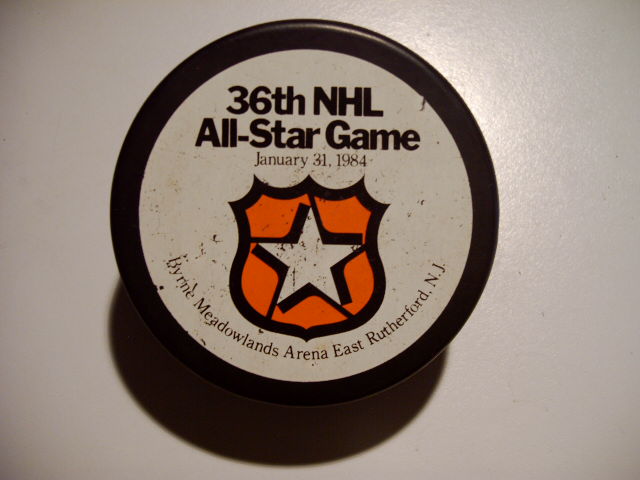 36th NHL
All-Star Game
January 31, 1984
Byrne Meadowlands Arena East Rutherford, N.J.